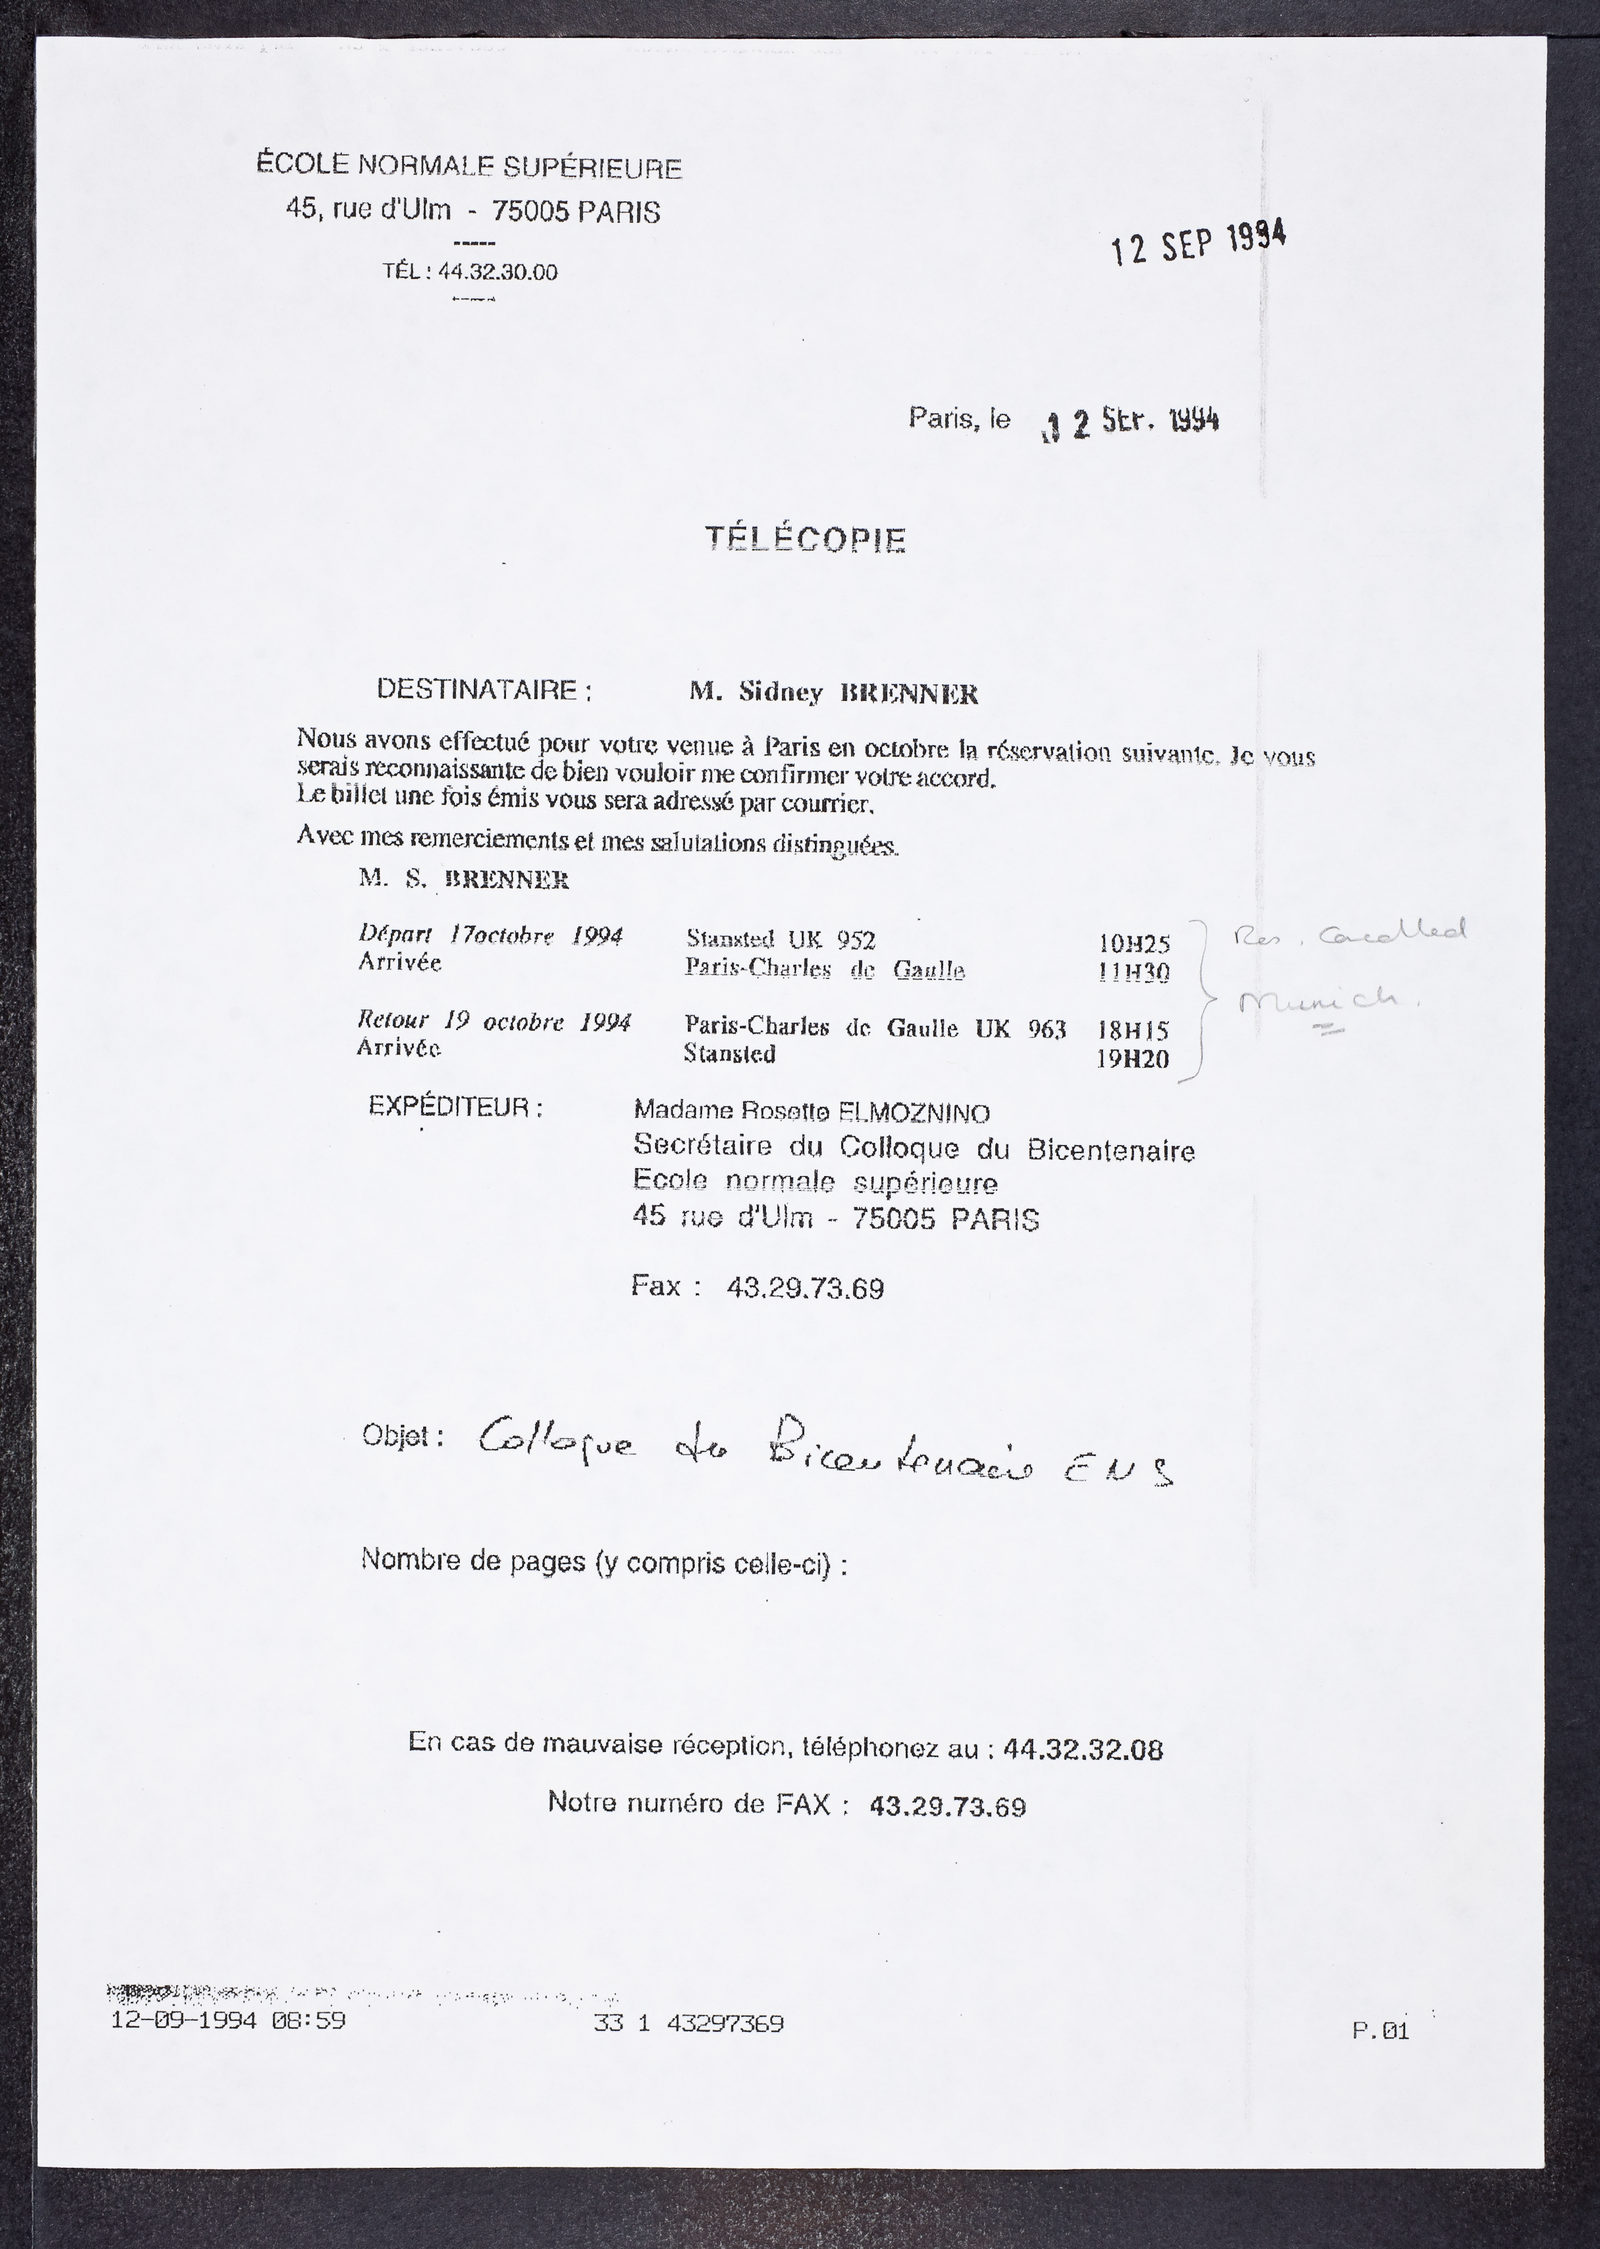 ÉCOLE NORMALE SUPÉRIEURE
45, rue d'Ulm - 75005 PARIS
-----
TÉL : 44.32.30.00
-----
12 SEP 1994
Paris, le 12 SEP. 1994
TÉLÉCOPIE
DESTINATAIRE : M. Sidney BRENNER
Nous avons effectué pour votre venue à Paris en octobre la réservation suivante. Je vous
serais reconnaissante de bien vouloir me confirmer votre accord.
Le billet une fois émis vous sera adressé par courrier.
Avec mes remerciements et mes salutations distinguées.
M. S. BRENNER
Départ 17octobre 1994 Stansted UK 952 10H25
Arrivée Paris-Charles de Gaulle 11H30
Res. Cancelled
Munich.
Retour 19 octobre 1994 Paris-Charles de Gaulle UK 963 18H15
Arrivée Stansted 19H20
EXPÉDITEUR : Madame Rosette ELMOZNINO
Secrétaire du Colloque du Bicentenaire
Ecole normale supérieure
45 rue d'Ulm - 75005 PARIS
Fax : 43.29.73.69
Objet : Colloque du Bicentenaire ENS
Nombre de pages (y compris celle-ci) :
En cas de mauvaise réception, téléphonez au : 44.32.32.08
Notre numéro de FAX : 43.29.73.69
12-09-1994 08:59 33 1 43297369 P.01